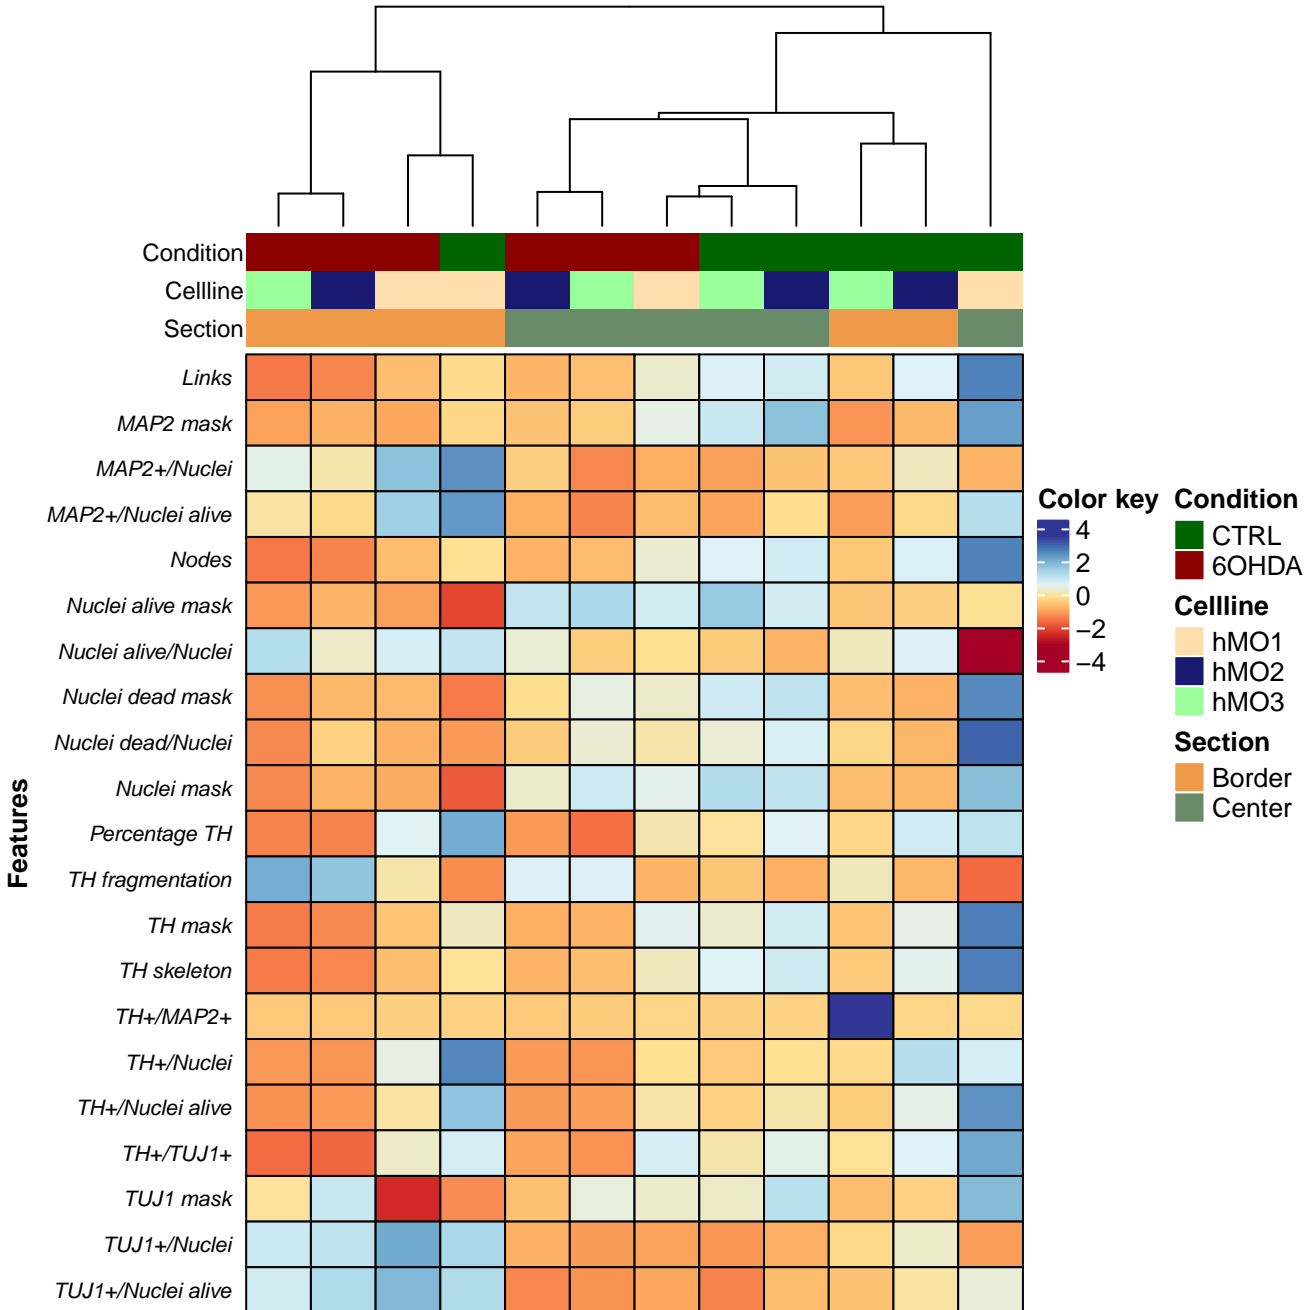 Condition
Cellline
Section
Links
MAP2 mask
MAP2+/Nuclei
MAP2+/Nuclei alive
Nodes
Nuclei alive mask
Nuclei alive/Nuclei
Nuclei dead mask
Nuclei dead/Nuclei
Nuclei mask
Percentage TH
TH fragmentation
TH mask
TH skeleton
TH+/MAP2+
TH+/Nuclei
TH+/Nuclei alive
TH+/TUJ1+
TUJ1 mask
TUJ1+/Nuclei
TUJ1+/Nuclei alive
Features
Color key
4
2
0
−2
−4
Condition
CTRL
6OHDA
Cellline
hMO1
hMO2
hMO3
Section
Border
Center